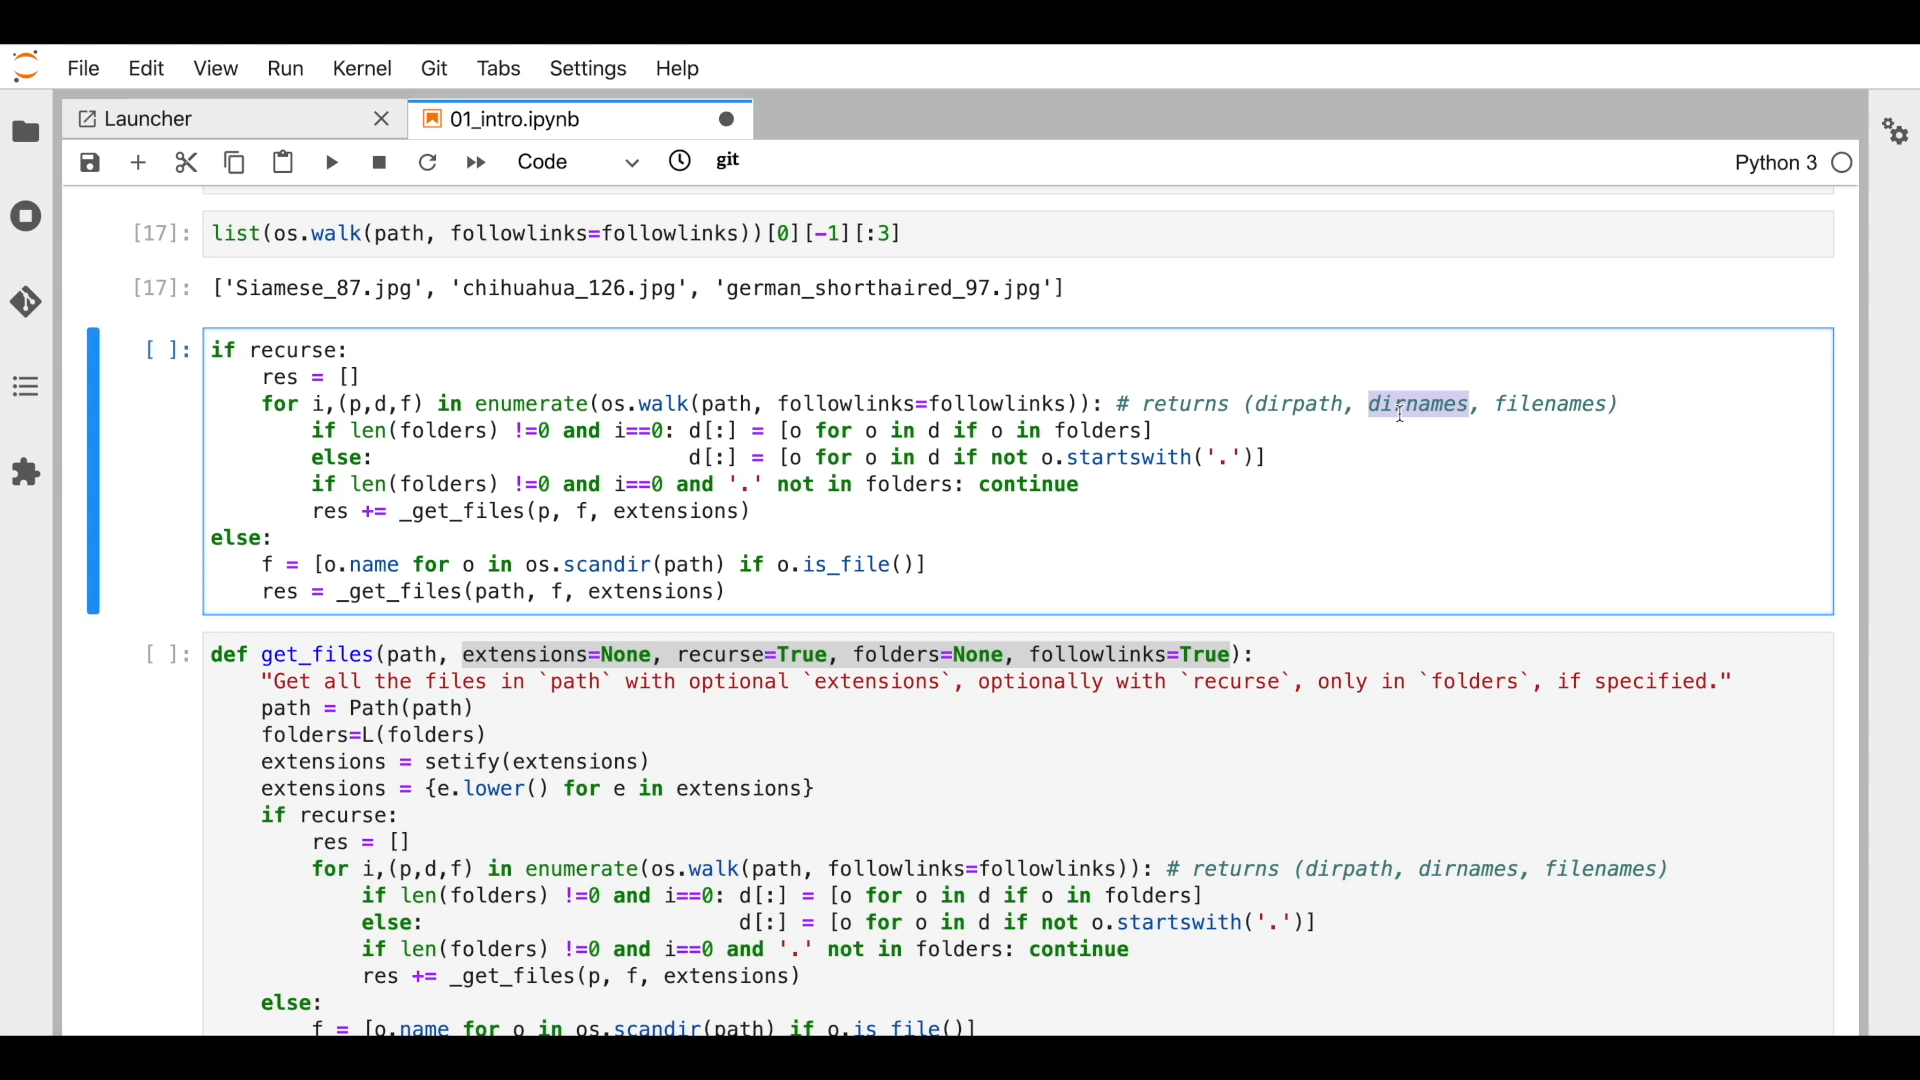 File Edit View Run Kernel Git Tabs Settings Help
Launcher 01_intro.ipynb
Code git Python 3
[17]: list(os.walk(path, followlinks=followlinks))[0][-1][:3]
[17]: ['Siamese_87.jpg', 'chihuahua_126.jpg', 'german_shorthaired_97.jpg']
[ ]: if recurse:
    res = []
    for i,(p,d,f) in enumerate(os.walk(path, followlinks=followlinks)): # returns (dirpath, dirnames, filenames)
        if len(folders) !=0 and i==0: d[:] = [o for o in d if o in folders]
        else:                         d[:] = [o for o in d if not o.startswith('.')]
        if len(folders) !=0 and i==0 and '.' not in folders: continue
        res += _get_files(p, f, extensions)
else:
    f = [o.name for o in os.scandir(path) if o.is_file()]
    res = _get_files(path, f, extensions)
[ ]: def get_files(path, extensions=None, recurse=True, folders=None, followlinks=True):
    "Get all the files in `path` with optional `extensions`, optionally with `recurse`, only in `folders`, if specified."
    path = Path(path)
    folders=L(folders)
    extensions = setify(extensions)
    extensions = {e.lower() for e in extensions}
    if recurse:
        res = []
        for i,(p,d,f) in enumerate(os.walk(path, followlinks=followlinks)): # returns (dirpath, dirnames, filenames)
            if len(folders) !=0 and i==0: d[:] = [o for o in d if o in folders]
            else:                         d[:] = [o for o in d if not o.startswith('.')]
            if len(folders) !=0 and i==0 and '.' not in folders: continue
            res += _get_files(p, f, extensions)
    else:
        f = [o.name for o in os.scandir(path) if o.is_file()]